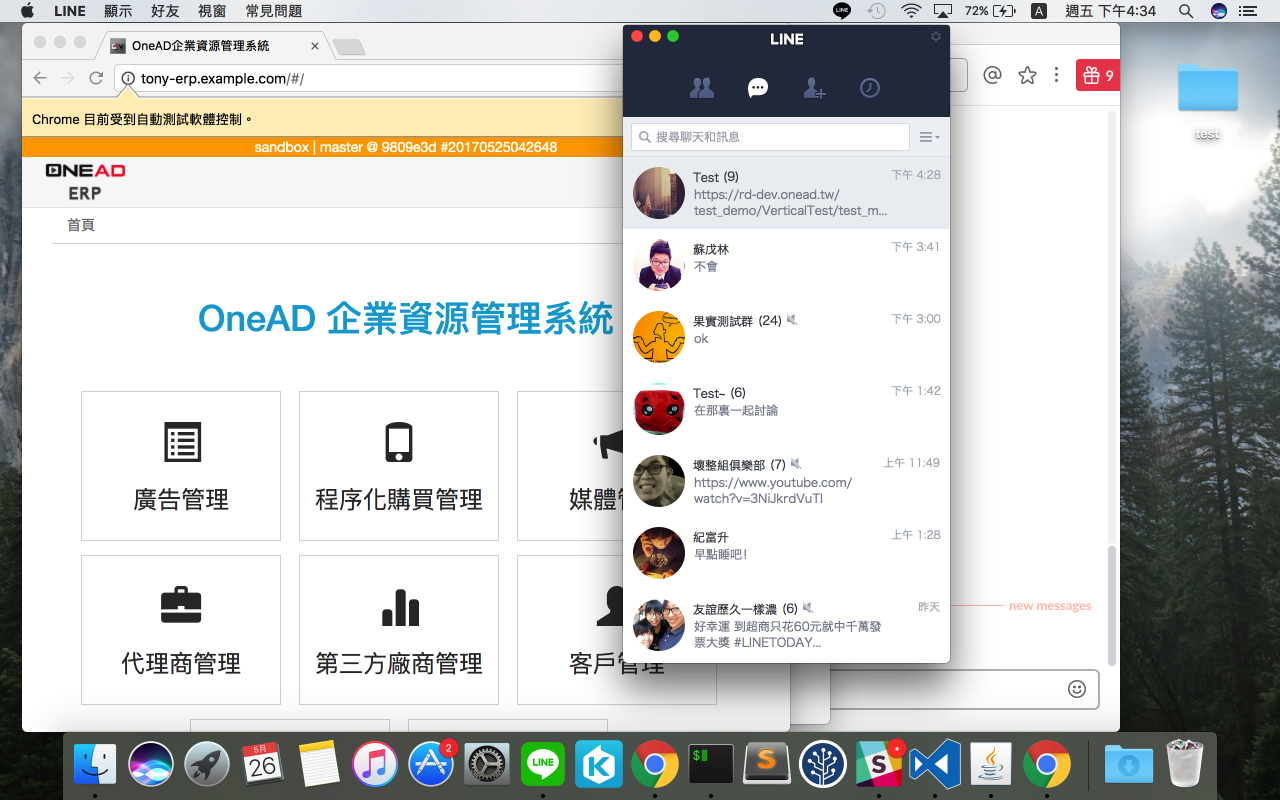 LINE 顯示 好友 視窗 常見問題
LINE 72% A 週五 下午4:34
OneAD企業資源管理系統
tony-erp.example.com/#/
Chrome 目前受到自動測試軟體控制。
sandbox | master @ 9809e3d #20170525042648
ONEAD
ERP
首頁
OneAD 企業資源管理系統
廣告管理
程序化購買管理
代理商管理
第三方廠商管理
客戶管理
LINE
搜尋聊天和訊息
Test (9) 下午 4:28
https://rd-dev.onead.tw/
test_demo/VerticalTest/test_m...
蘇戊林 下午 3:41
不會
果實測試群 (24) 下午 3:00
ok
Test~ (6) 下午 1:42
在那裏一起討論
壞整組俱樂部 (7) 上午 11:49
https://www.youtube.com/
watch?v=3NiJkrdVuTI
紀富升 上午 1:28
早點睡吧!
友誼歷久一樣濃 (6) 昨天
好幸運 到超商只花60元就中千萬發
票大獎 #LINETODAY...
9
new messages
test
5月
26
2
LINE
K
$
S
S